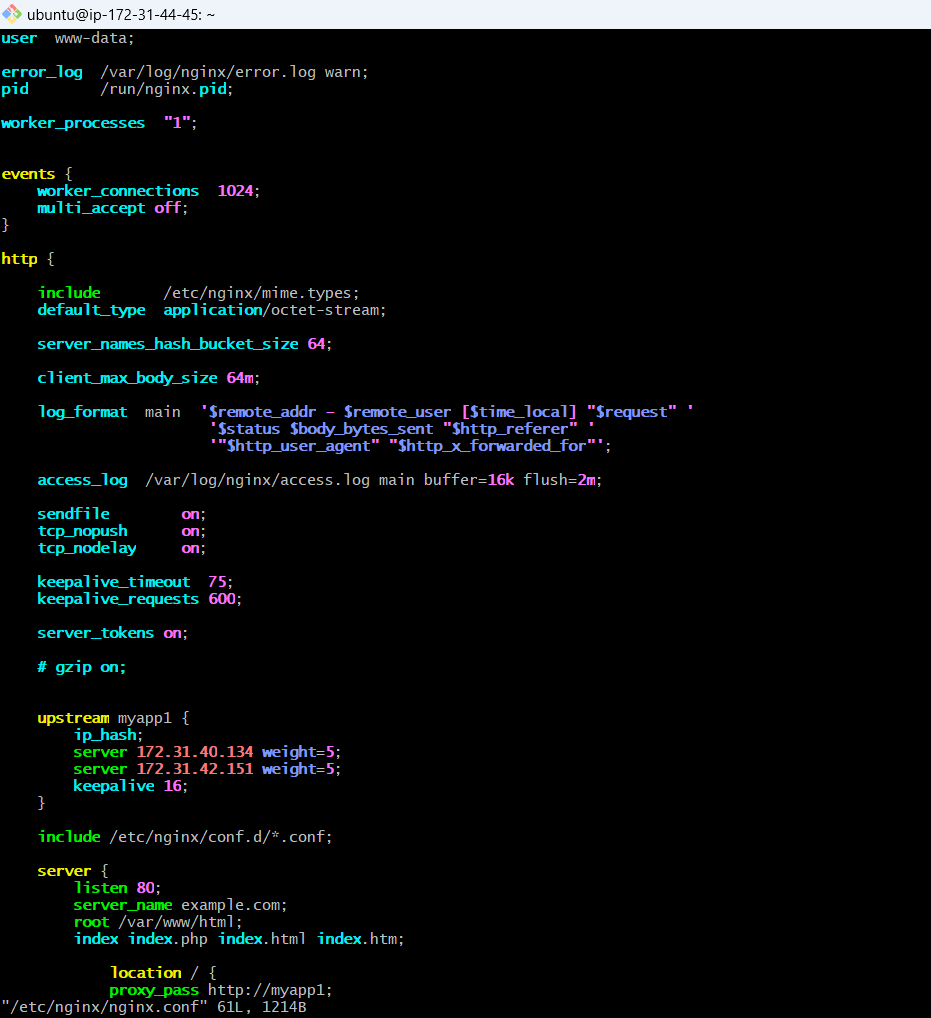 ubuntu@ip-172-31-44-45: ~
user  www-data;
error_log  /var/log/nginx/error.log warn;
pid        /run/nginx.pid;
worker_processes  "1";
events {
    worker_connections  1024;
    multi_accept off;
}
http {
    include       /etc/nginx/mime.types;
    default_type  application/octet-stream;
    server_names_hash_bucket_size 64;
    client_max_body_size 64m;
    log_format  main  '$remote_addr - $remote_user [$time_local] "$request" '
                       '$status $body_bytes_sent "$http_referer" '
                       '"$http_user_agent" "$http_x_forwarded_for"';
    access_log  /var/log/nginx/access.log main buffer=16k flush=2m;
    sendfile        on;
    tcp_nopush      on;
    tcp_nodelay     on;
    keepalive_timeout  75;
    keepalive_requests 600;
    server_tokens on;
    # gzip on;
    upstream myapp1 {
        ip_hash;
        server 172.31.40.134 weight=5;
        server 172.31.42.151 weight=5;
        keepalive 16;
    }
    include /etc/nginx/conf.d/*.conf;
    server {
        listen 80;
        server_name example.com;
        root /var/www/html;
        index index.php index.html index.htm;
            location / {
            proxy_pass http://myapp1;
"/etc/nginx/nginx.conf" 61L, 1214B